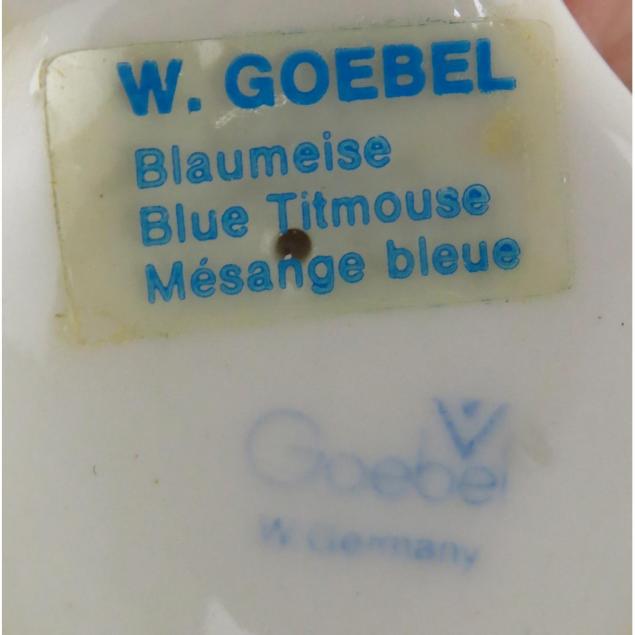 W. GOEBEL
Blaumeise
Blue Titmouse
Mésange bleue
Goebel
W. Germany